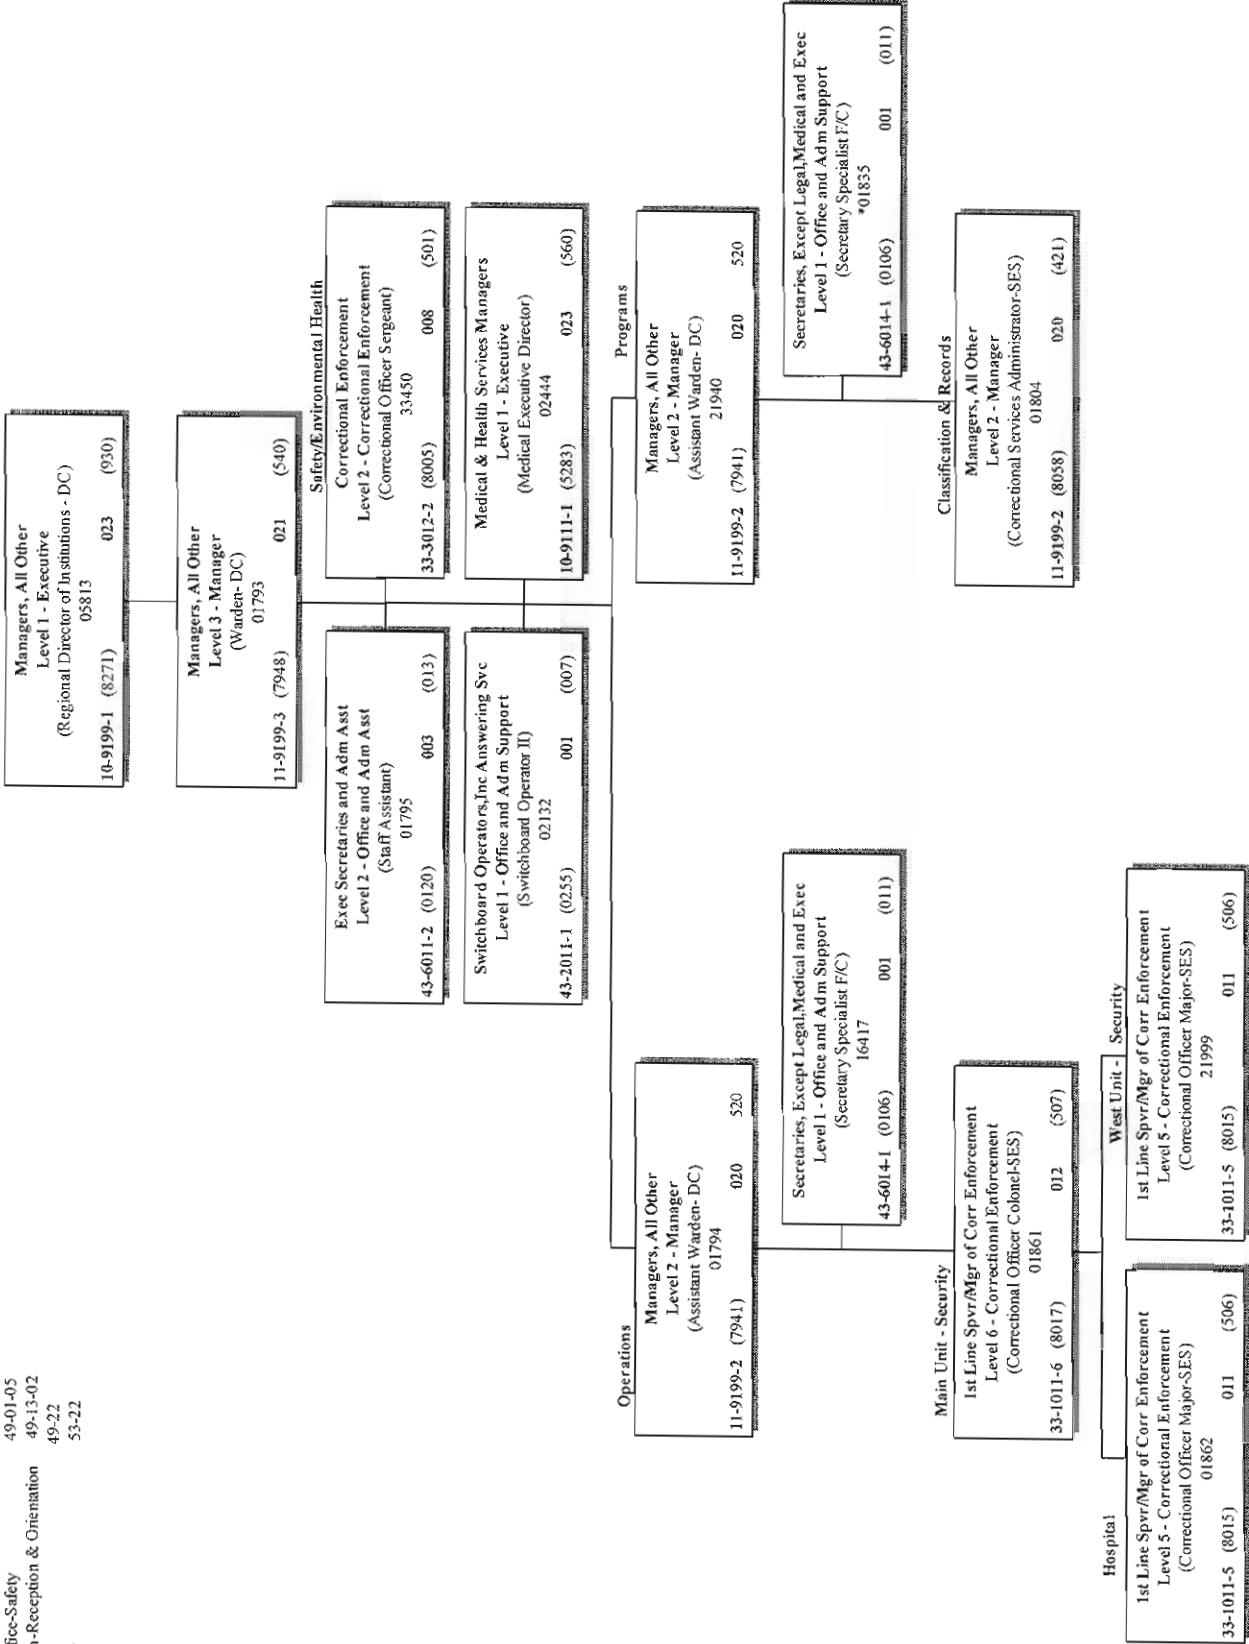 fice-Safety 49-01-05
n-Reception & Orientation 49-13-02
49-22
53-22
Managers, All Other
Level 1 - Executive
(Regional Director of Institutions - DC)
05813
10-9199-1 (8271) 023 (930)
Managers, All Other
Level 3 - Manager
(Warden- DC)
01793
11-9199-3 (7948) 021 (540)
Exec Secretaries and Adm Asst
Level 2 - Office and Adm Asst
(Staff Assistant)
01795
43-6011-2 (0120) 003 (013)
Safety/Environmental Health
Correctional Enforcement
Level 2 - Correctional Enforcement
(Correctional Officer Sergeant)
33450
33-3012-2 (8005) 008 (501)
Switchboard Operators,Inc Answering Svc
Level 1 - Office and Adm Support
(Switchboard Operator II)
02132
43-2011-1 (0255) 001 (007)
Medical & Health Services Managers
Level 1 - Executive
(Medical Executive Director)
02444
10-9111-1 (5283) 023 (560)
Operations
Managers, All Other
Level 2 - Manager
(Assistant Warden- DC)
01794
11-9199-2 (7941) 020 520
Programs
Managers, All Other
Level 2 - Manager
(Assistant Warden- DC)
21940
11-9199-2 (7941) 020 520
Secretaries, Except Legal,Medical and Exec
Level 1 - Office and Adm Support
(Secretary Specialist F/C)
16417
43-6014-1 (0106) 001 (011)
Secretaries, Except Legal,Medical and Exec
Level 1 - Office and Adm Support
(Secretary Specialist F/C)
*01835
43-6014-1 (0106) 001 (011)
Main Unit - Security
1st Line Spvr/Mgr of Corr Enforcement
Level 6 - Correctional Enforcement
(Correctional Officer Colonel-SES)
01861
33-1011-6 (8017) 012 (507)
Classification & Records
Managers, All Other
Level 2 - Manager
(Correctional Services Administrator-SES)
01804
11-9199-2 (8058) 020 (421)
Hospital
1st Line Spvr/Mgr of Corr Enforcement
Level 5 - Correctional Enforcement
(Correctional Officer Major-SES)
01862
33-1011-5 (8015) 011 (506)
West Unit - Security
1st Line Spvr/Mgr of Corr Enforcement
Level 5 - Correctional Enforcement
(Correctional Officer Major-SES)
21999
33-1011-5 (8015) 011 (506)